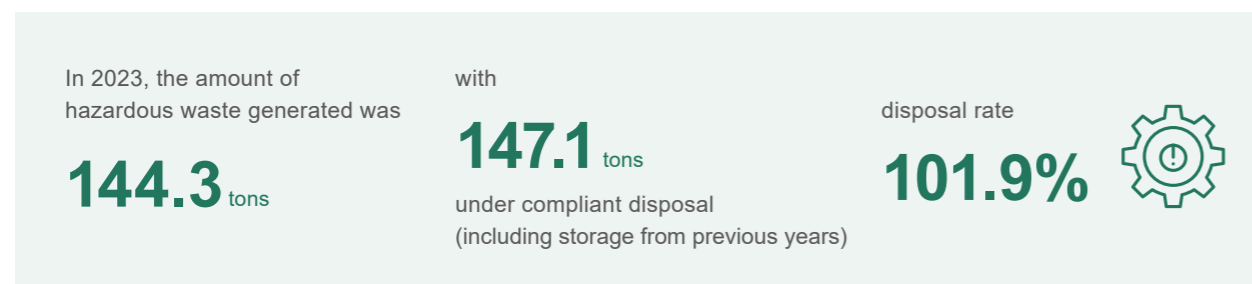 In 2023, the amount of
hazardous waste generated was
144.3 tons
with
147.1 tons
under compliant disposal
(including storage from previous years)
disposal rate
101.9%